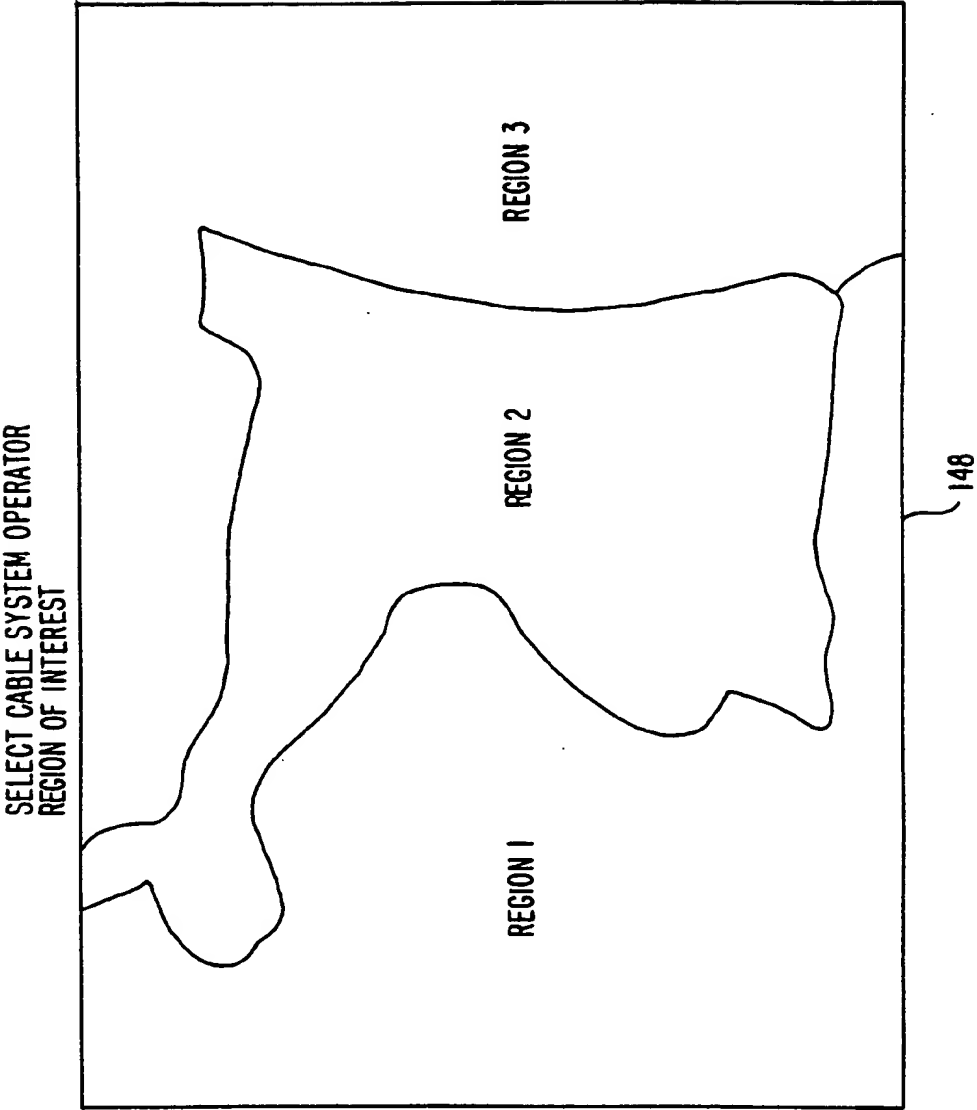 SELECT CABLE SYSTEM OPERATOR
REGION OF INTEREST
REGION 1
REGION 2
REGION 3
148